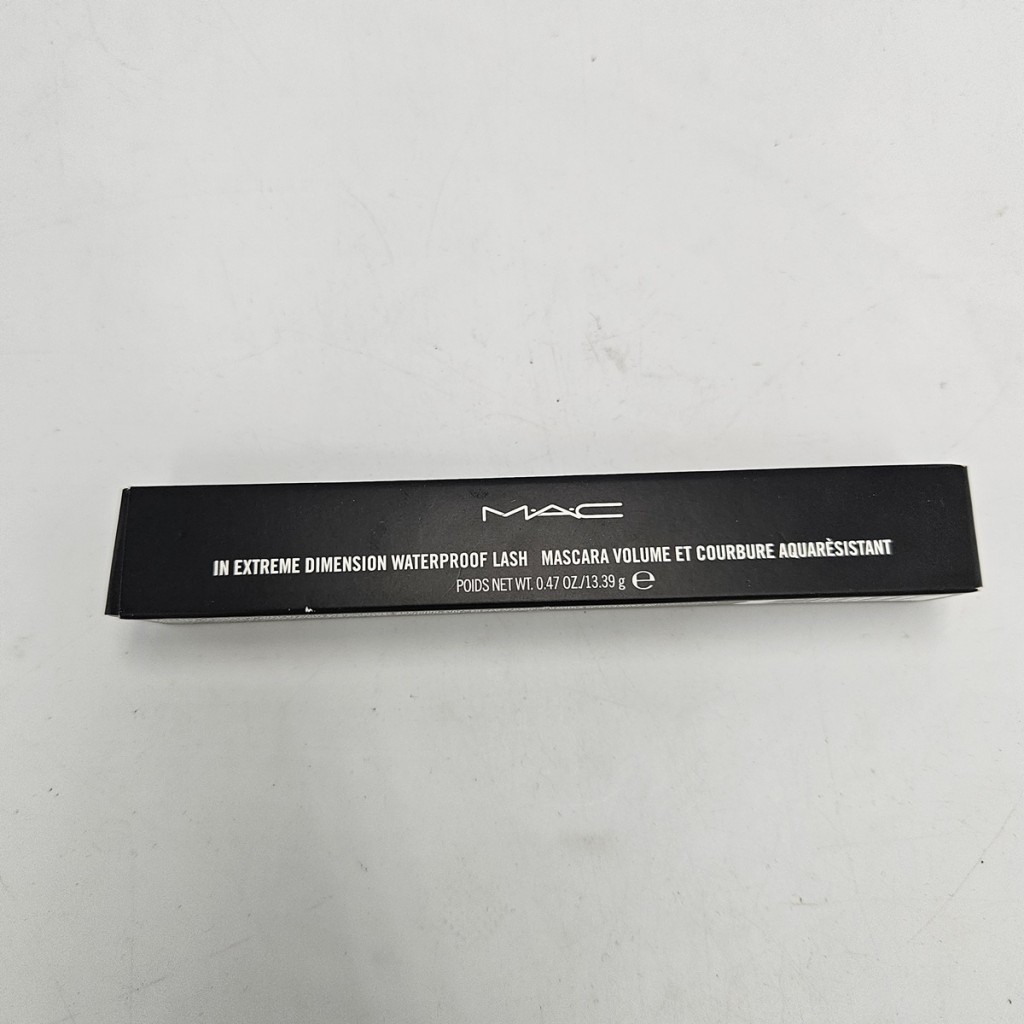 M·A·C
IN EXTREME DIMENSION WATERPROOF LASH MASCARA VOLUME ET COURBURE AQUARÈSISTANT
POIDS NET WT. 0.47 OZ./13.39 g ℮